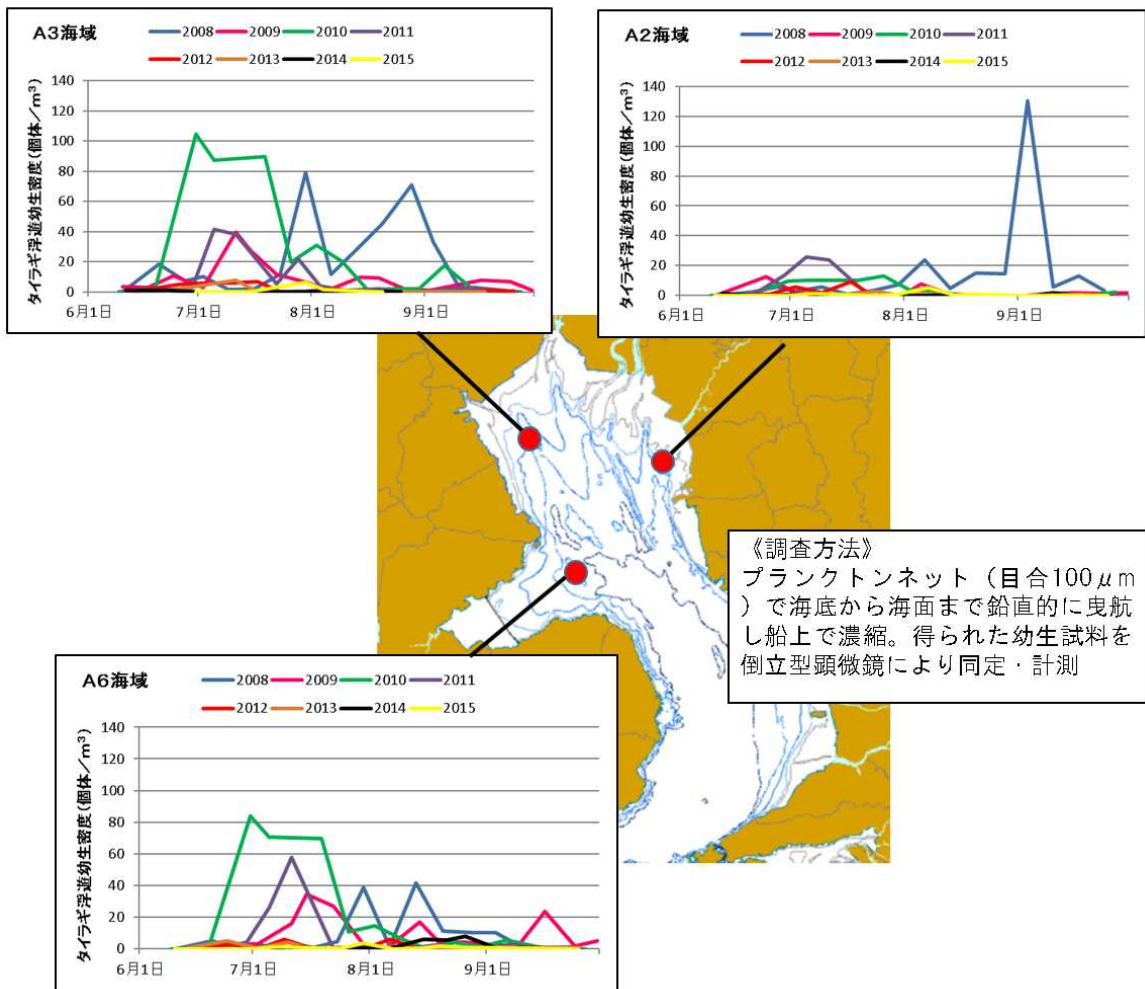 A3海域
2008 2009 2010 2011
2012 2013 2014 2015
タイラギ浮遊幼生密度(個体/m³)
140
120
100
80
60
40
20
0
6月1日 7月1日 8月1日 9月1日
A2海域
2008 2009 2010 2011
2012 2013 2014 2015
タイラギ浮遊幼生密度(個体/m³)
140
120
100
80
60
40
20
0
6月1日 7月1日 8月1日 9月1日
《調査方法》
プランクトンネット(目合100μm
)で海底から海面まで鉛直的に曳航
し船上で濃縮。得られた幼生試料を
倒立型顕微鏡により同定・計測
A6海域
2008 2009 2010 2011
2012 2013 2014 2015
タイラギ浮遊幼生密度(個体/m³)
140
120
100
80
60
40
20
0
6月1日 7月1日 8月1日 9月1日